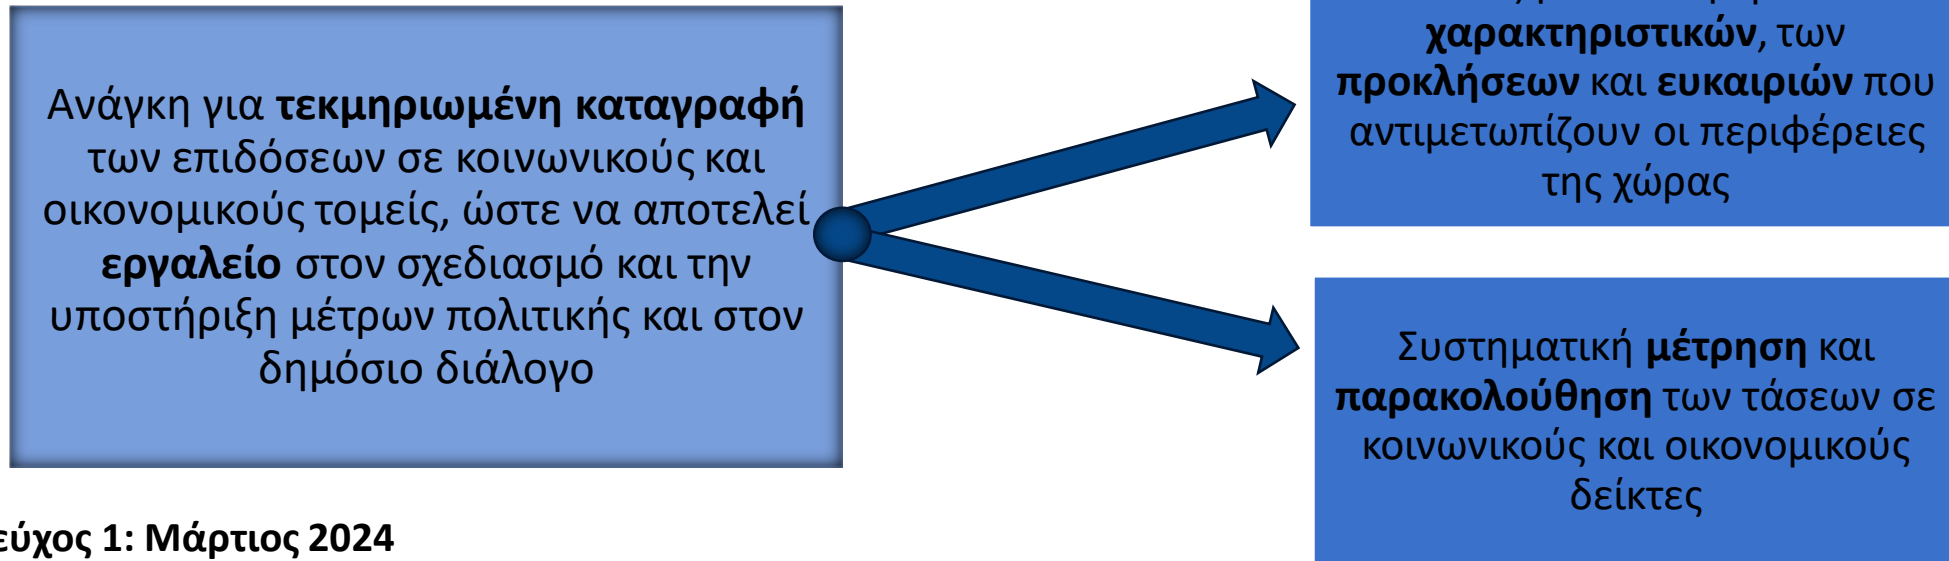 Ανάγκη για τεκμηριωμένη καταγραφή
των επιδόσεων σε κοινωνικούς και
οικονομικούς τομείς, ώστε να αποτελεί
εργαλείο στον σχεδιασμό και την
υποστήριξη μέτρων πολιτικής και στον
δημόσιο διάλογο
χαρακτηριστικών, των
προκλήσεων και ευκαιριών που
αντιμετωπίζουν οι περιφέρειες
της χώρας
Συστηματική μέτρηση και
παρακολούθηση των τάσεων σε
κοινωνικούς και οικονομικούς
δείκτες
εύχος 1: Μάρτιος 2024